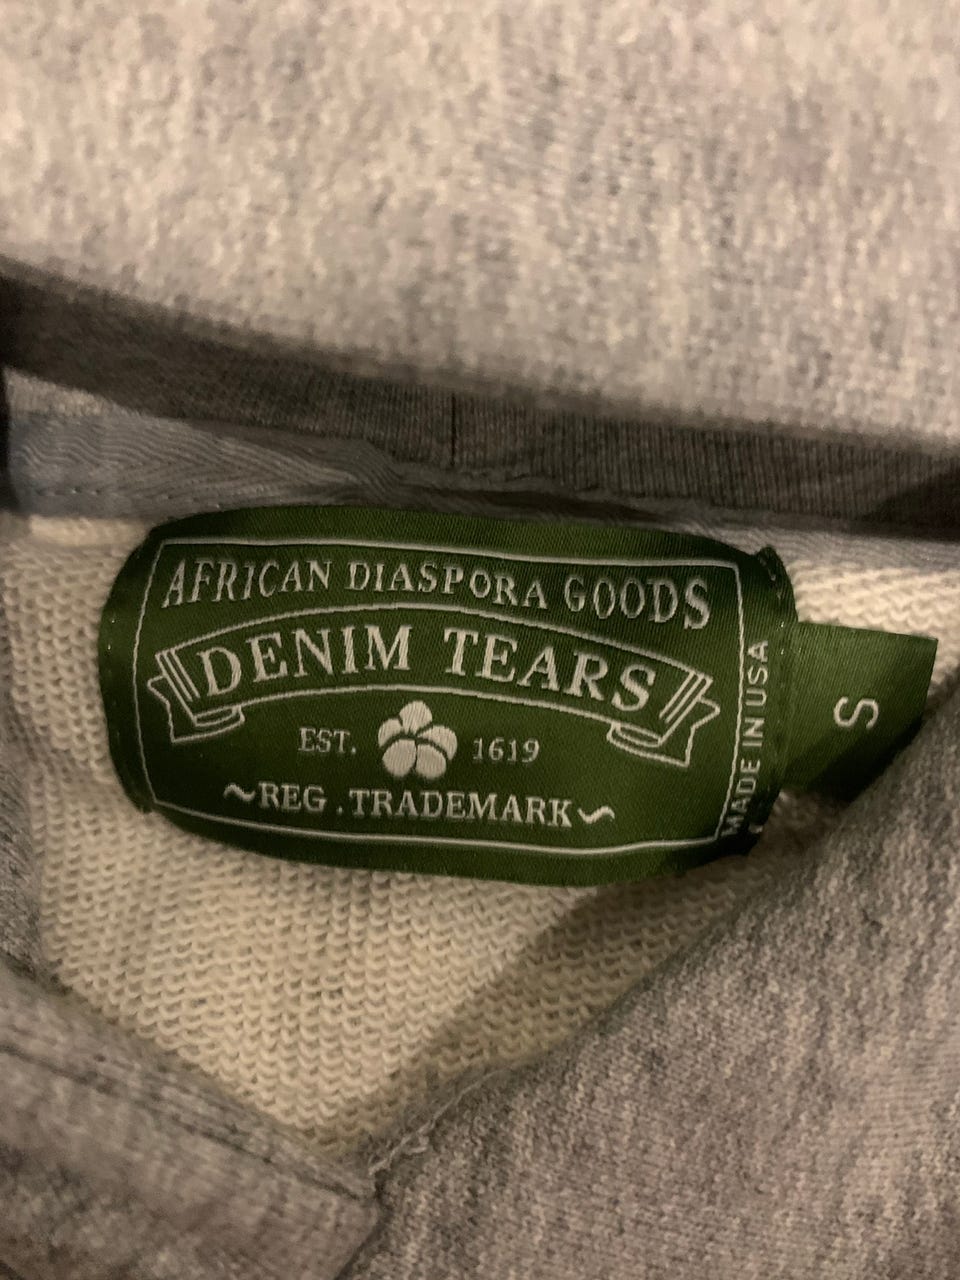 AFRICAN DIASPORA GOODS
DENIM TEARS
EST. 1619
~REG . TRADEMARK~
MADE IN USA
S